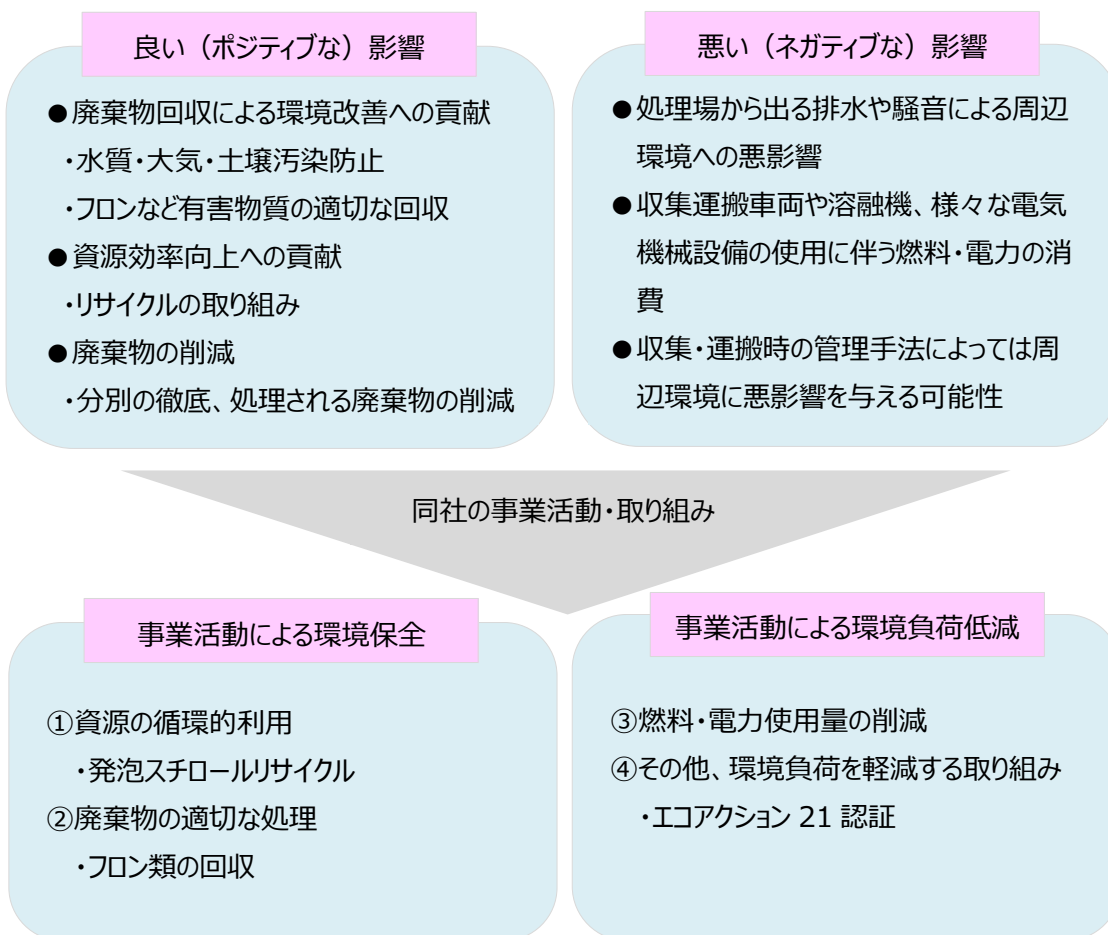 良い（ポジティブな）影響
●廃棄物回収による環境改善への貢献
・水質・大気・土壌汚染防止
・フロンなど有害物質の適切な回収
●資源効率向上への貢献
・リサイクルの取り組み
●廃棄物の削減
・分別の徹底、処理される廃棄物の削減
悪い（ネガティブな）影響
●処理場から出る排水や騒音による周辺
環境への悪影響
●収集運搬車両や溶融機、様々な電気
機械設備の使用に伴う燃料・電力の消
費
●収集・運搬時の管理手法によっては周
辺環境に悪影響を与える可能性
同社の事業活動・取り組み
事業活動による環境保全
①資源の循環的利用
・発泡スチロールリサイクル
②廃棄物の適切な処理
・フロン類の回収
事業活動による環境負荷低減
③燃料・電力使用量の削減
④その他、環境負荷を軽減する取り組み
・エコアクション 21 認証